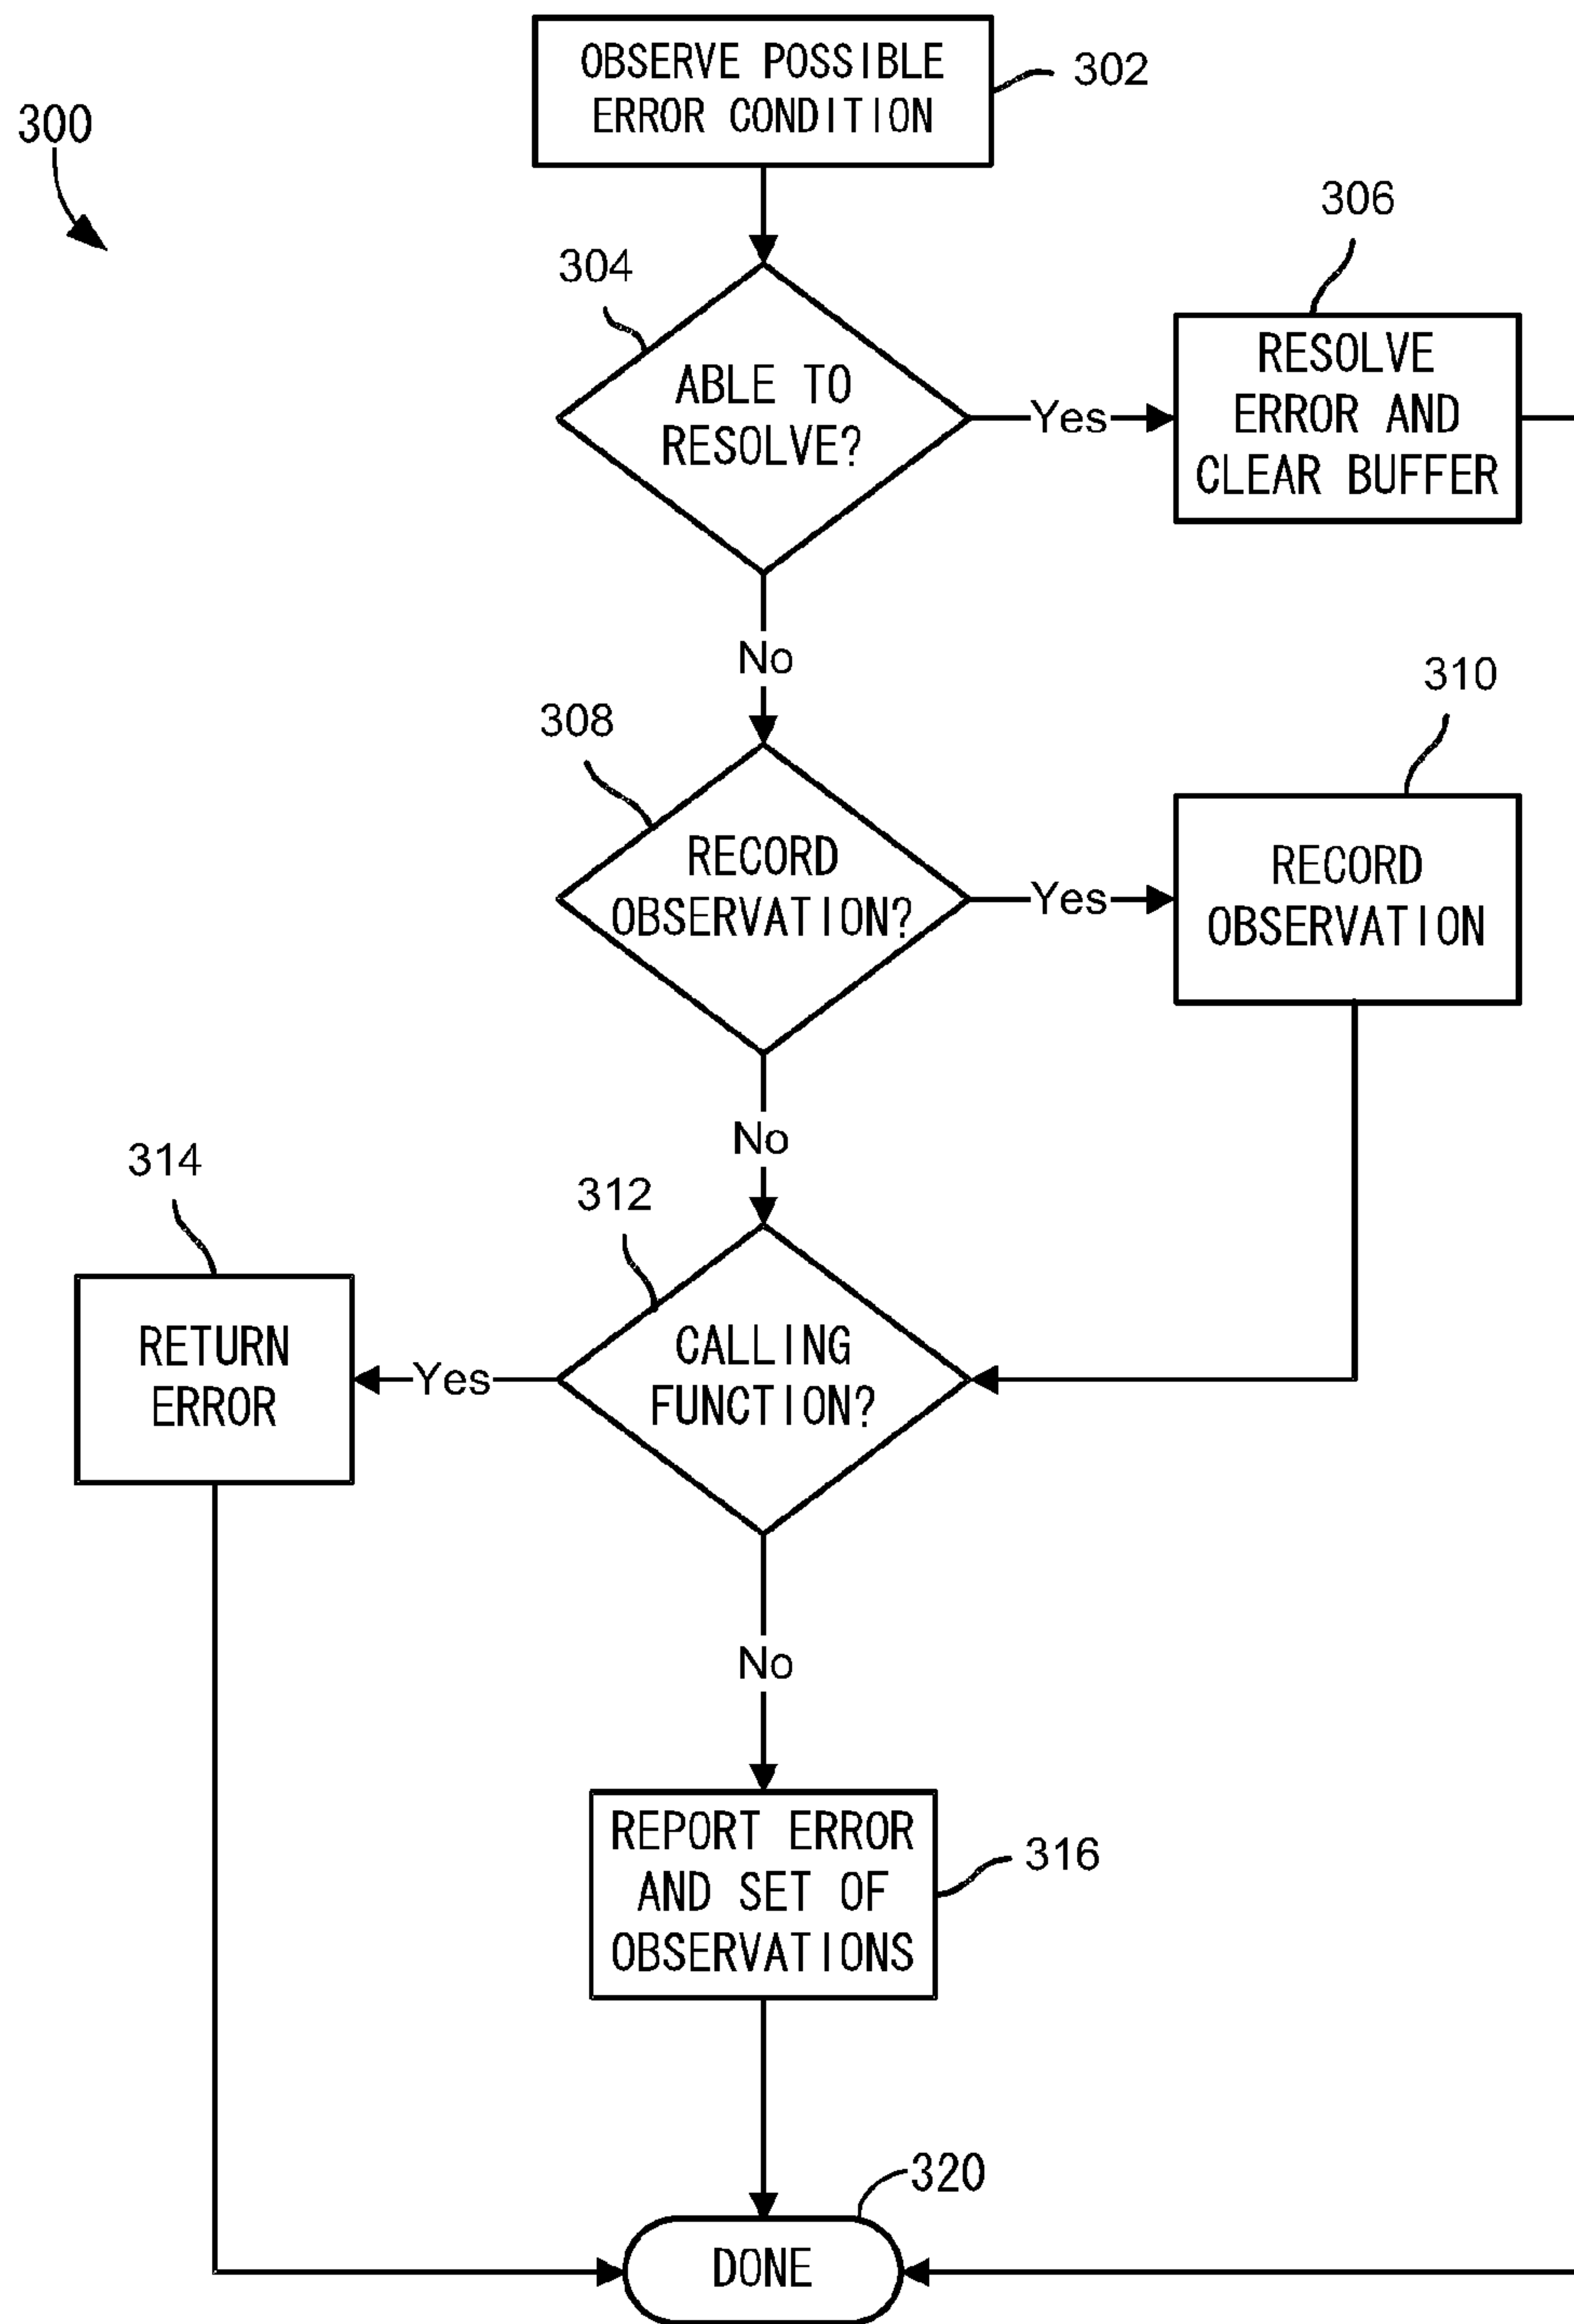 OBSERVE POSSIBLE
ERROR CONDITION
302
300
306
304
ABLE TO
RESOLVE?
Yes
RESOLVE
ERROR AND
CLEAR BUFFER
No
310
308
RECORD
OBSERVATION?
Yes
RECORD
OBSERVATION
No
314
312
RETURN
ERROR
Yes
CALLING
FUNCTION?
No
REPORT ERROR
AND SET OF
OBSERVATIONS
316
320
DONE